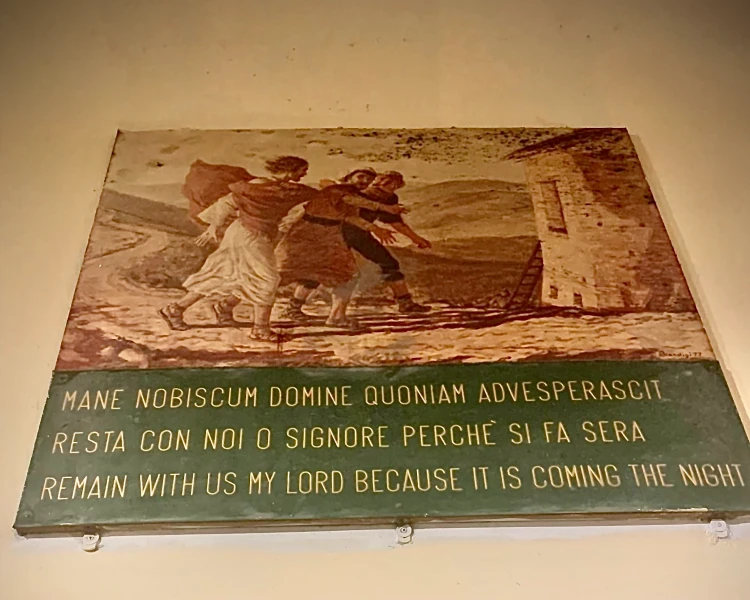 MANE NOBISCUM DOMINE QUONIAM ADVESPERASCIT
RESTA CON NOI O SIGNORE PERCHÈ SI FA SERA
REMAIN WITH US MY LORD BECAUSE IT IS COMING THE NIGHT